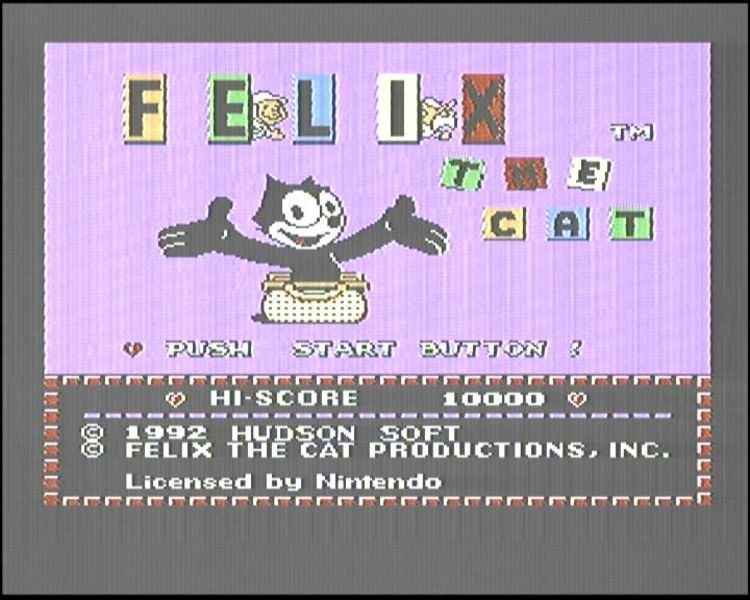 FELIX TM
THE
CAT
PUSH START BUTTON !
HI-SCORE 10000
© 1992 HUDSON SOFT
© FELIX THE CAT PRODUCTIONS, INC.
Licensed by Nintendo